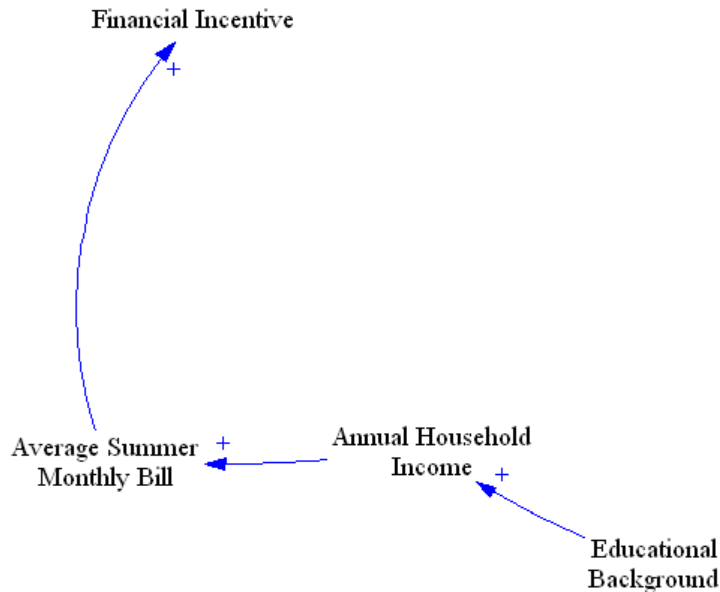 Financial Incentive
+
Average Summer
Monthly Bill
+
Annual Household
Income
+
Educational
Background